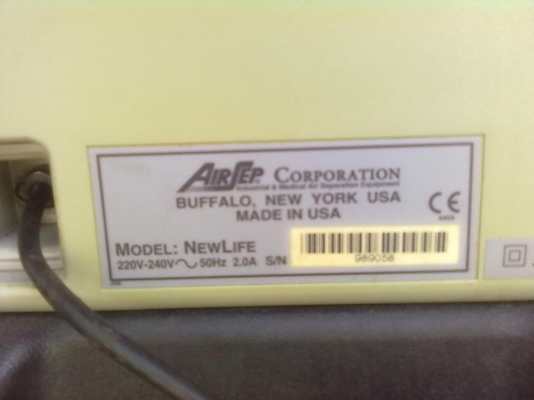 AIRSEP CORPORATION
Industrial & Medical Air Separation Equipment
BUFFALO, NEW YORK USA
MADE IN USA
CE
MODEL: NEWLIFE
220V-240V 50Hz 2.0A S/N
989058